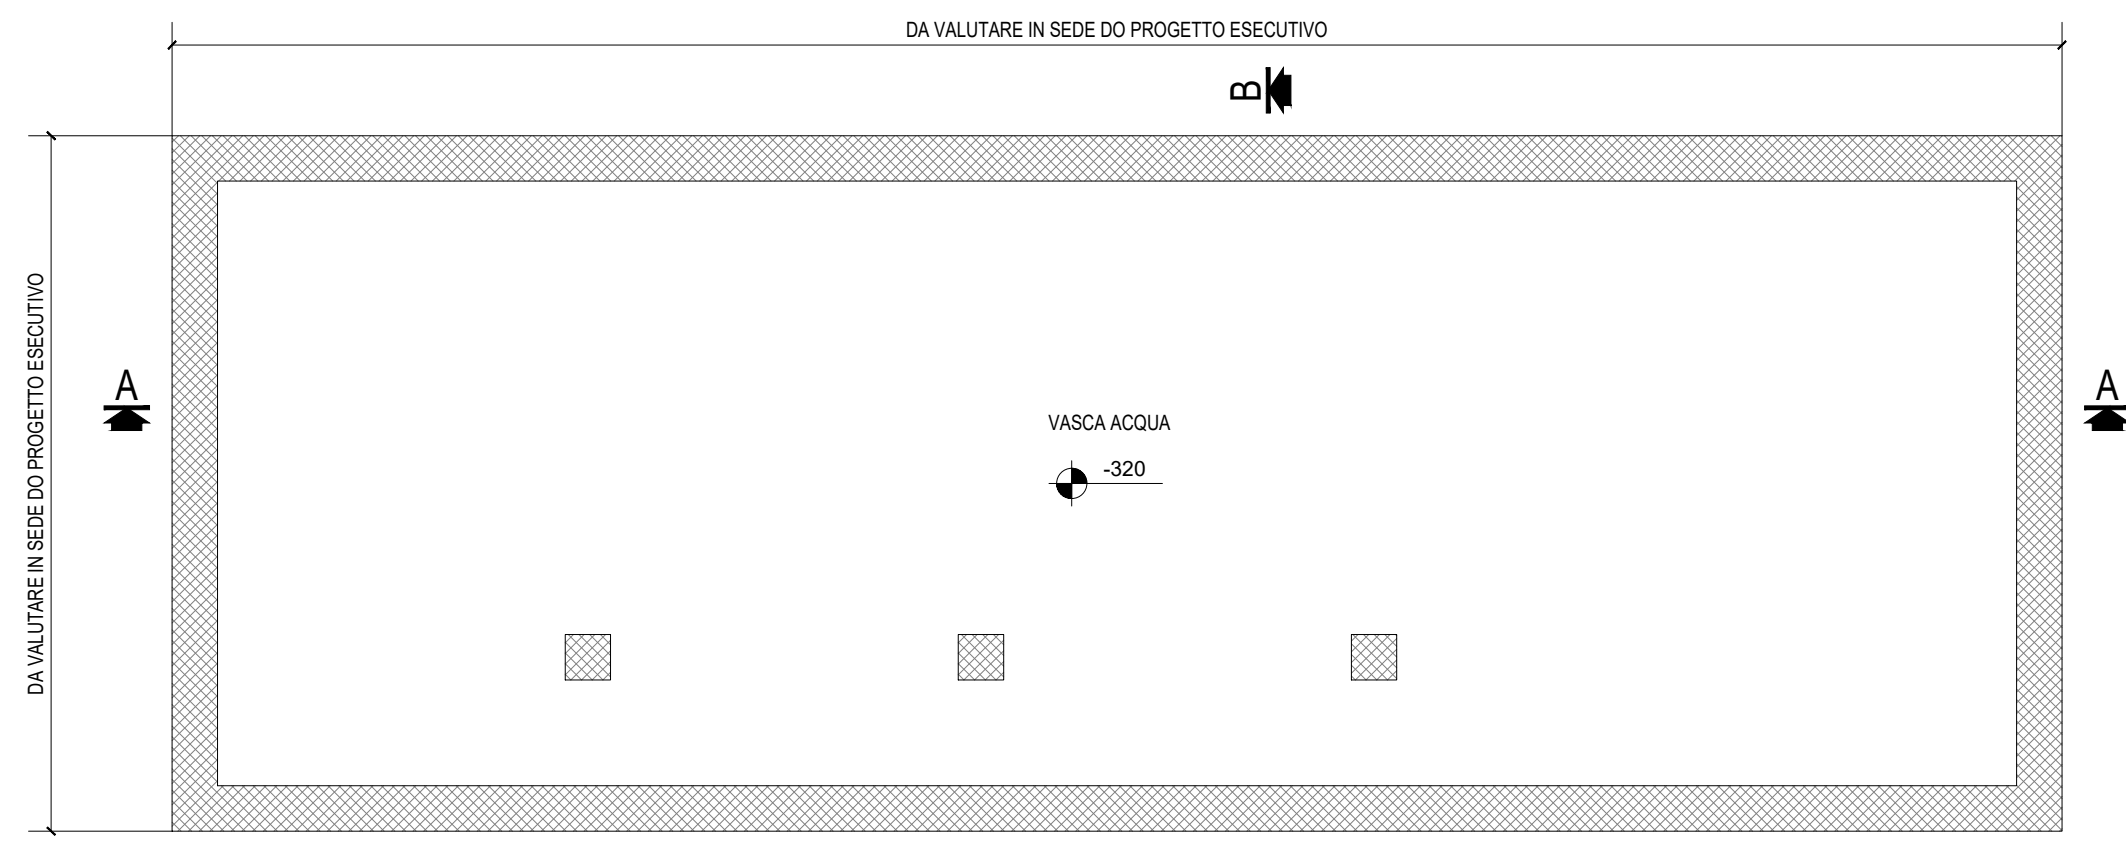 DA VALUTARE IN SEDE DO PROGETTO ESECUTIVO
B
DA VALUTARE IN SEDE DO PROGETTO ESECUTIVO
A
A
VASCA ACQUA
-320